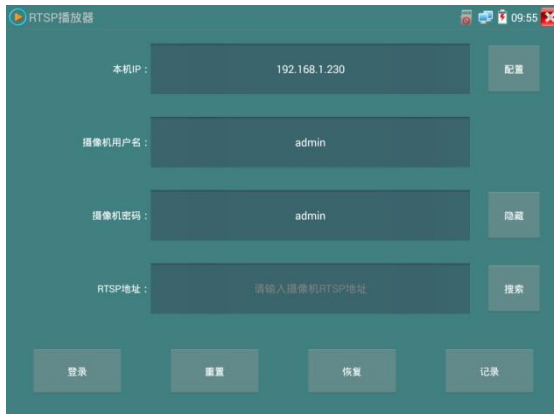 RTSP播放器 09:55
本机IP： 192.168.1.230 配置
摄像机用户名： admin
摄像机密码： admin 隐藏
RTSP地址： 请输入摄像机RTSP地址 搜索
登录 重置 恢复 记录